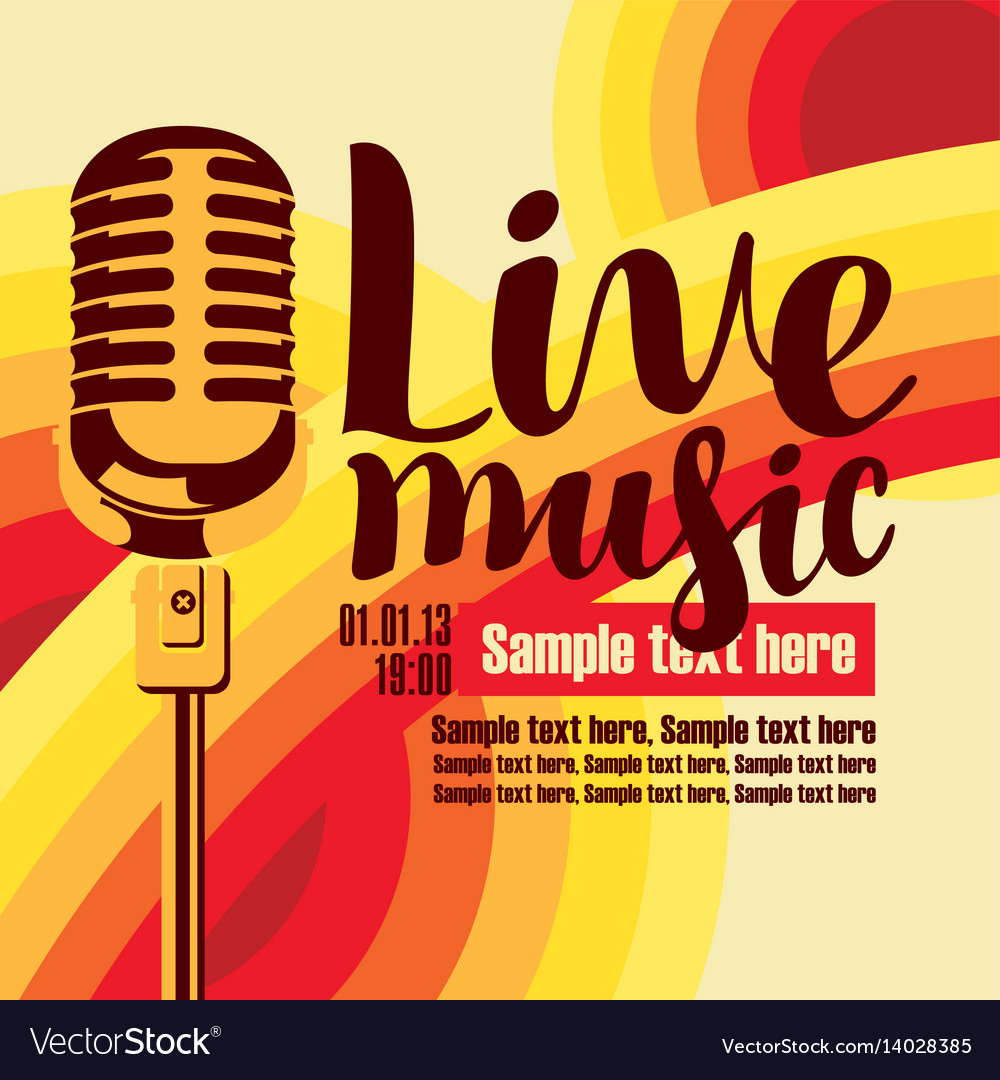 Live
music
01.01.13
19:00
Sample text here
Sample text here, Sample text here
Sample text here, Sample text here, Sample text here
Sample text here, Sample text here, Sample text here
VectorStock®
VectorStock.com/14028385